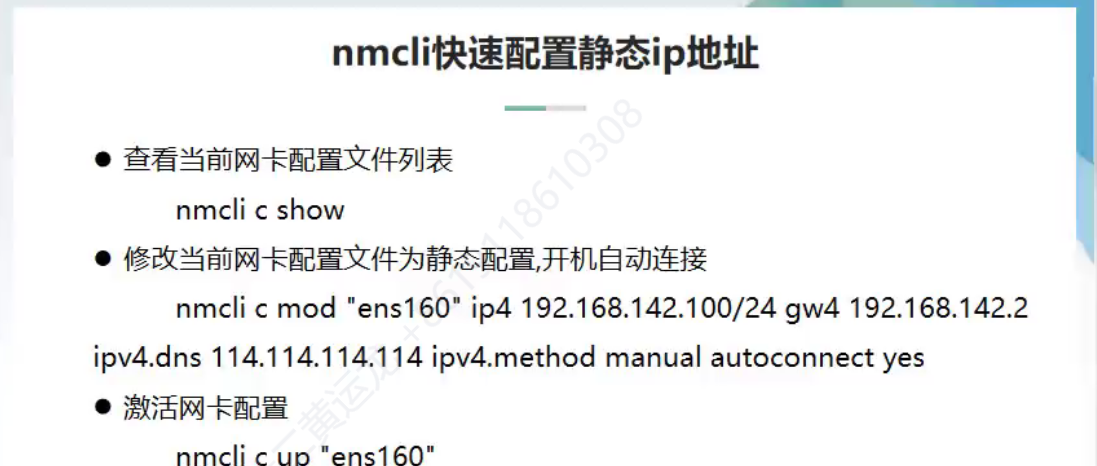 nmcli快速配置静态ip地址
● 查看当前网卡配置文件列表
nmcli c show
● 修改当前网卡配置文件为静态配置,开机自动连接
nmcli c mod "ens160" ip4 192.168.142.100/24 gw4 192.168.142.2
ipv4.dns 114.114.114.114 ipv4.method manual autoconnect yes
● 激活网卡配置
nmcli c up "ens160"